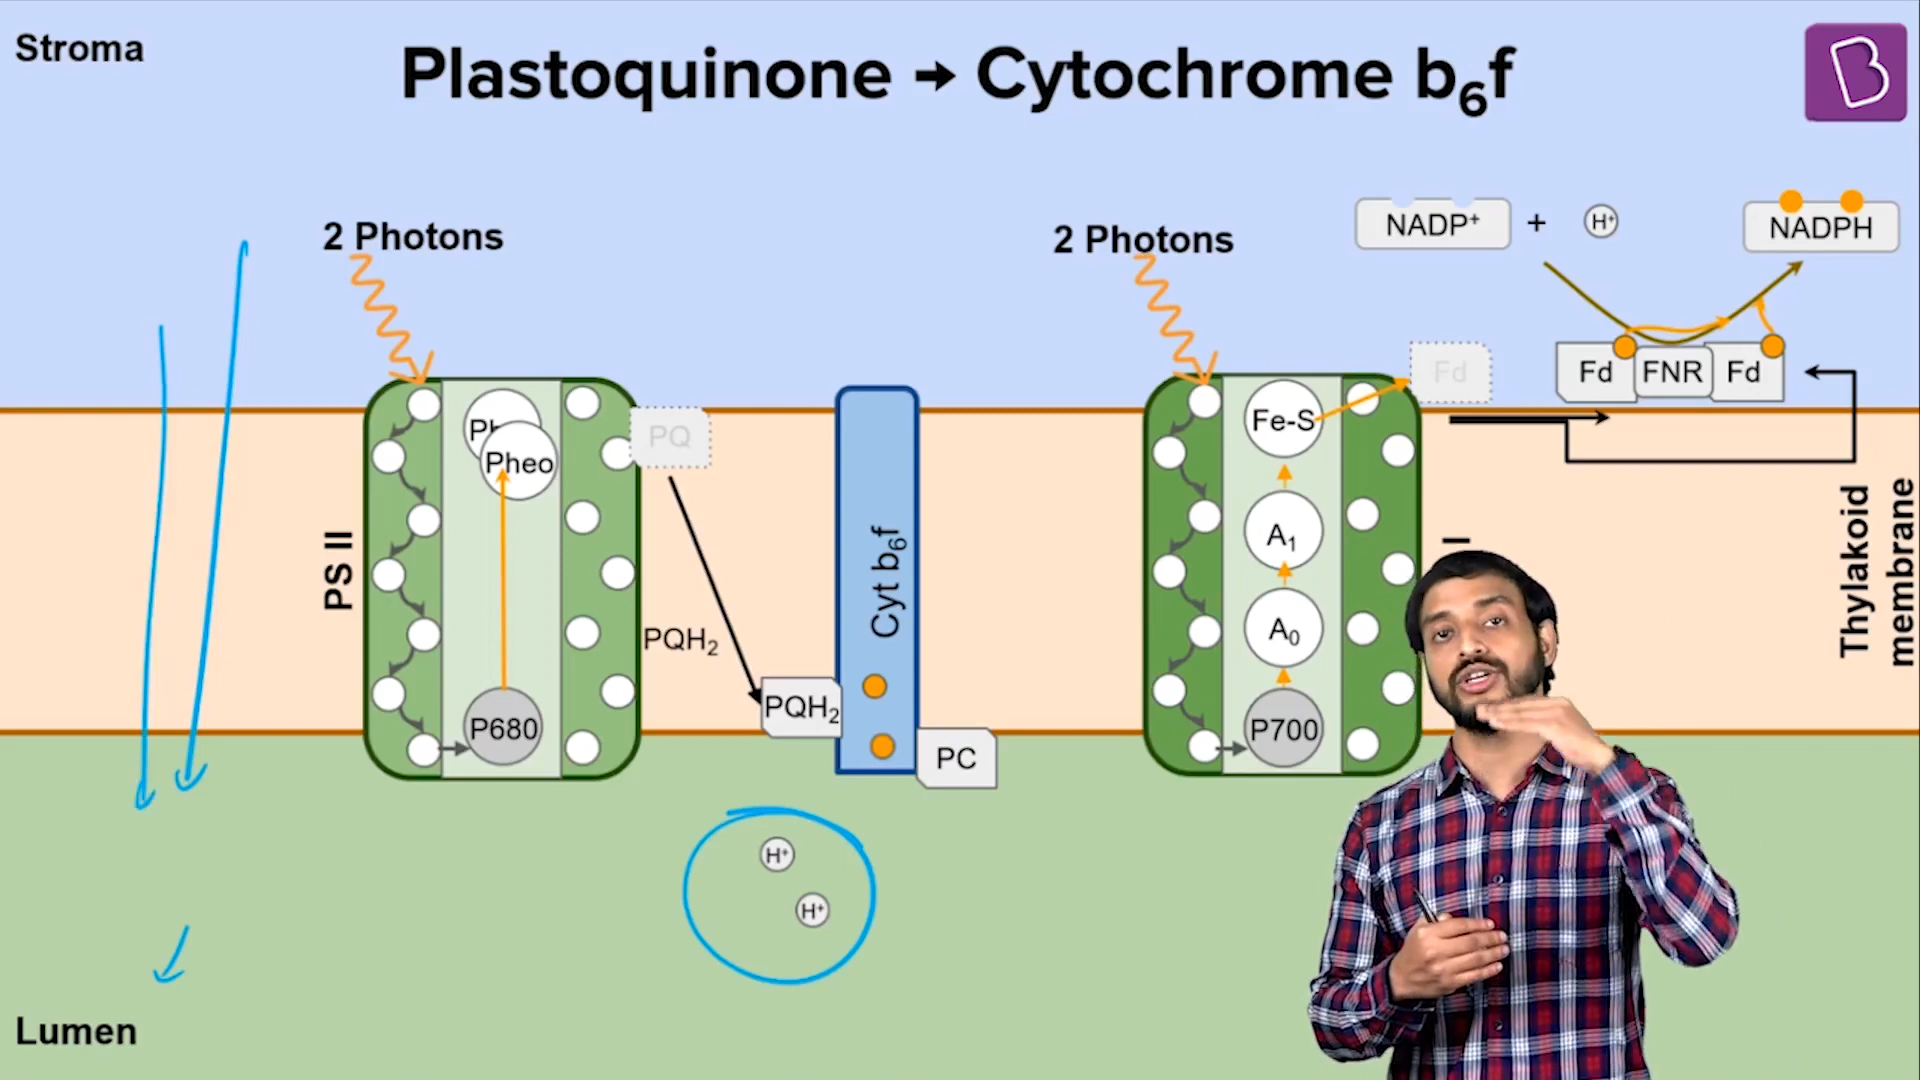 Stroma
Plastoquinone → Cytochrome b₆f
B
2 Photons
2 Photons
NADP⁺ + H⁺
NADPH
Fd
Fd FNR Fd
Fe-S
PQ
Pheo
A₁
PS II
Cyt b₆f
I
Thylakoid
membrane
PQH₂
A₀
PQH₂
P680
P700
PC
H⁺
H⁺
Lumen